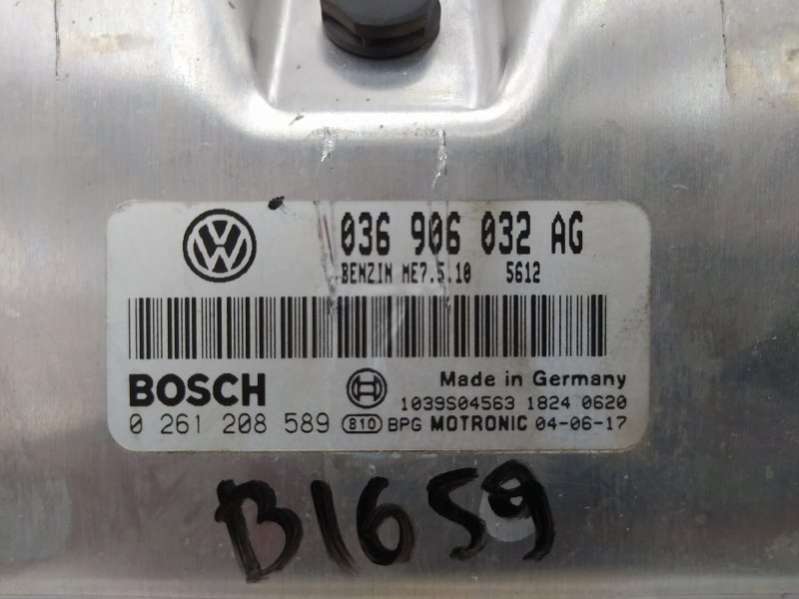 036 906 032 AG
BENZIN ME7.5.10 5612
BOSCH
Made in Germany
1039S04563 1824 0620
0 261 208 589 810 BPG MOTRONIC 04-06-17
B1659